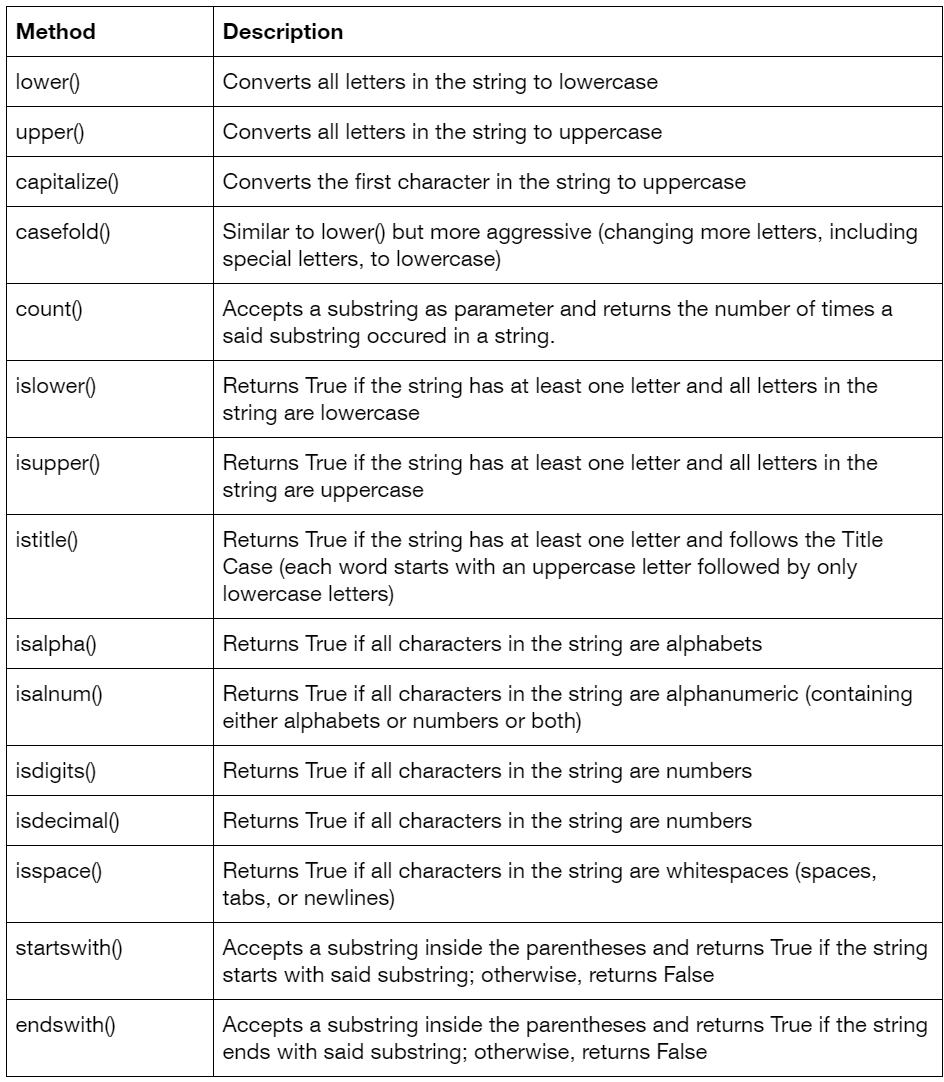 Method Description
lower() Converts all letters in the string to lowercase
upper() Converts all letters in the string to uppercase
capitalize() Converts the first character in the string to uppercase
casefold() Similar to lower() but more aggressive (changing more letters, including
special letters, to lowercase)
count() Accepts a substring as parameter and returns the number of times a
said substring occured in a string.
islower() Returns True if the string has at least one letter and all letters in the
string are lowercase
isupper() Returns True if the string has at least one letter and all letters in the
string are uppercase
istitle() Returns True if the string has at least one letter and follows the Title
Case (each word starts with an uppercase letter followed by only
lowercase letters)
isalpha() Returns True if all characters in the string are alphabets
isalnum() Returns True if all characters in the string are alphanumeric (containing
either alphabets or numbers or both)
isdigits() Returns True if all characters in the string are numbers
isdecimal() Returns True if all characters in the string are numbers
isspace() Returns True if all characters in the string are whitespaces (spaces,
tabs, or newlines)
startswith() Accepts a substring inside the parentheses and returns True if the string
starts with said substring; otherwise, returns False
endswith() Accepts a substring inside the parentheses and returns True if the string
ends with said substring; otherwise, returns False